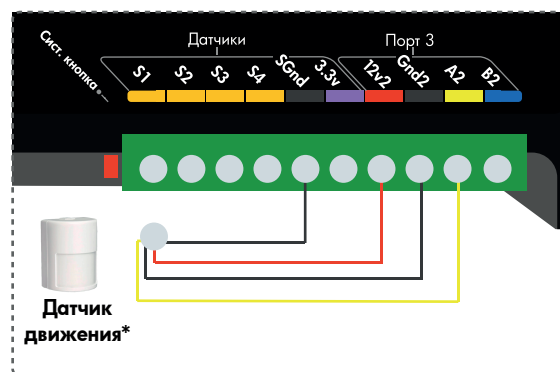 Датчики
Порт 3
Сист. кнопка
S1
S2
S3
S4
SGnd
3.3v
12v2
Gnd2
A2
B2
Датчик
движения*